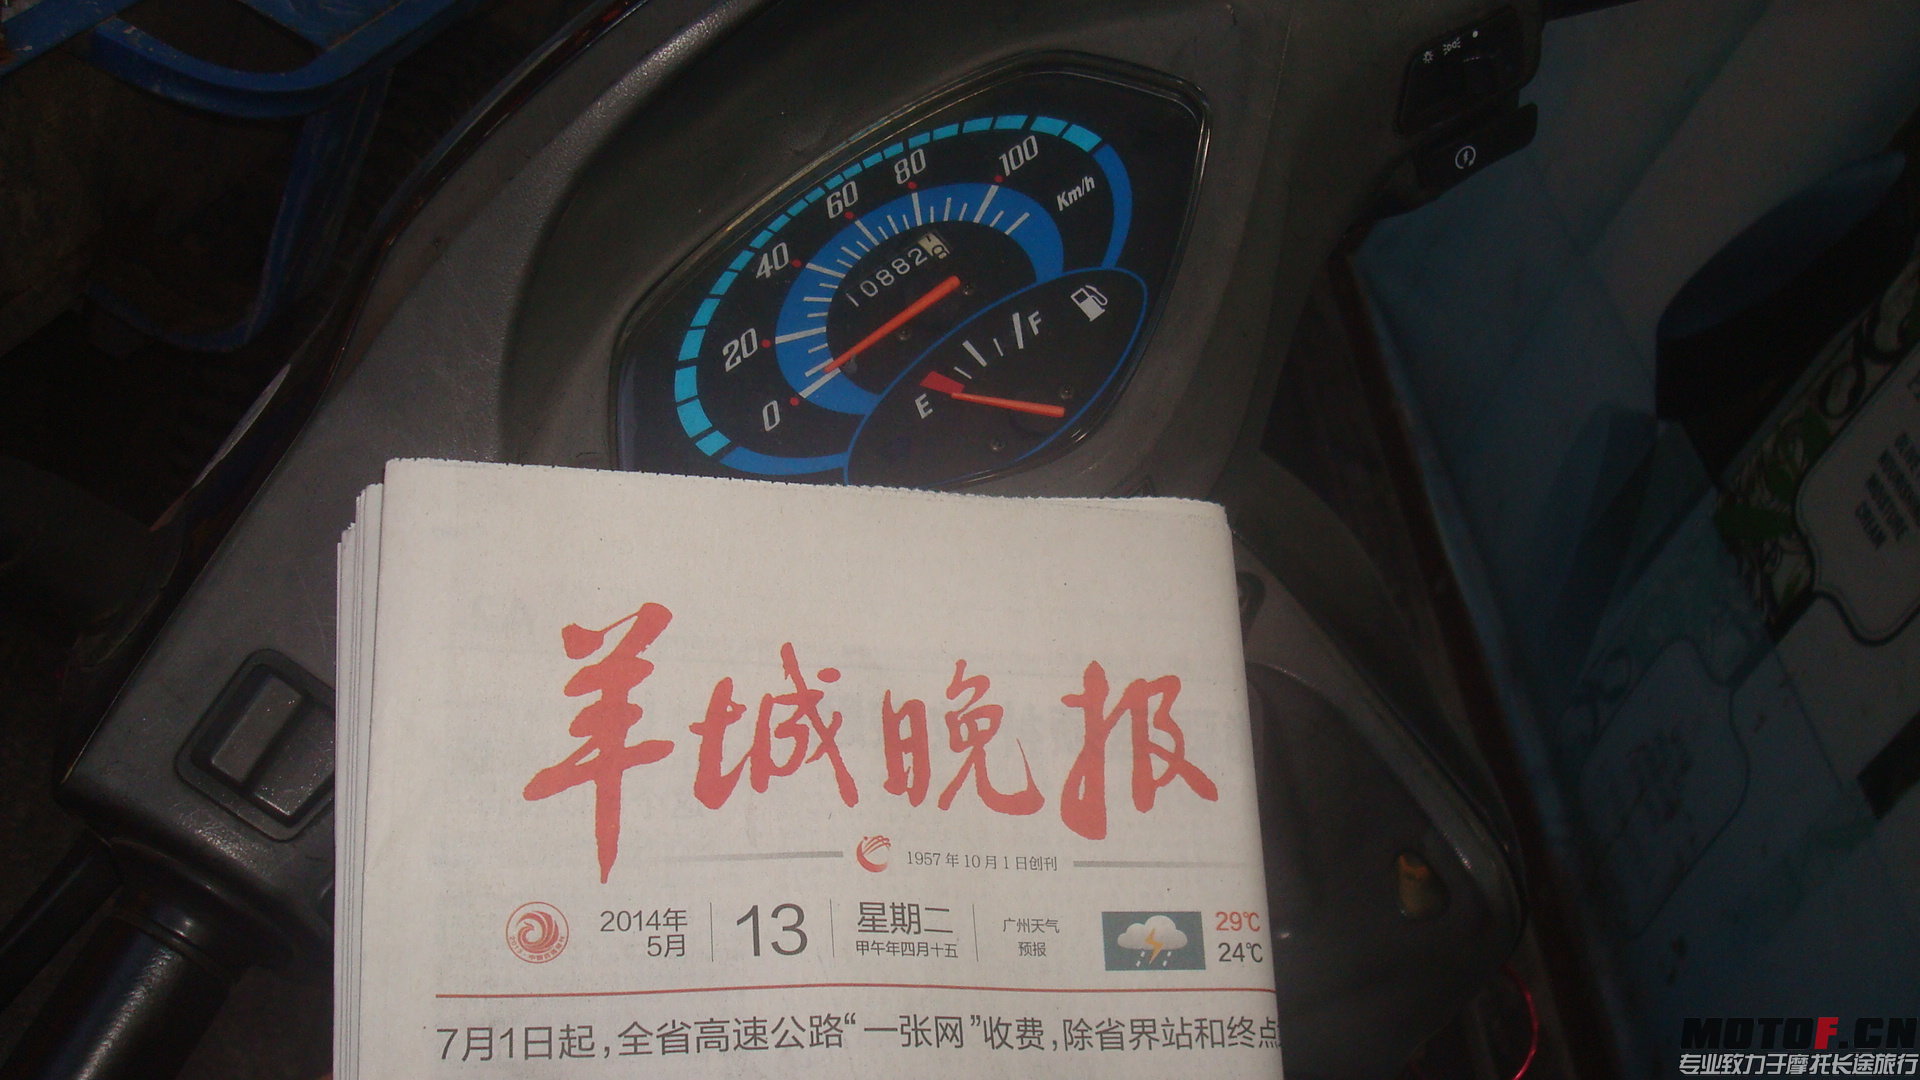 100
80
60
40
20
0
Km/h
10882
F
E
羊城晚报
1957年10月1日创刊
2014年
5月
13
星期二
甲午年四月十五
广州天气
预报
29℃
24℃
7月1日起,全省高速公路“一张网”收费,除省界站和终点
MOTOF.CN
专业致力于摩托长途旅行